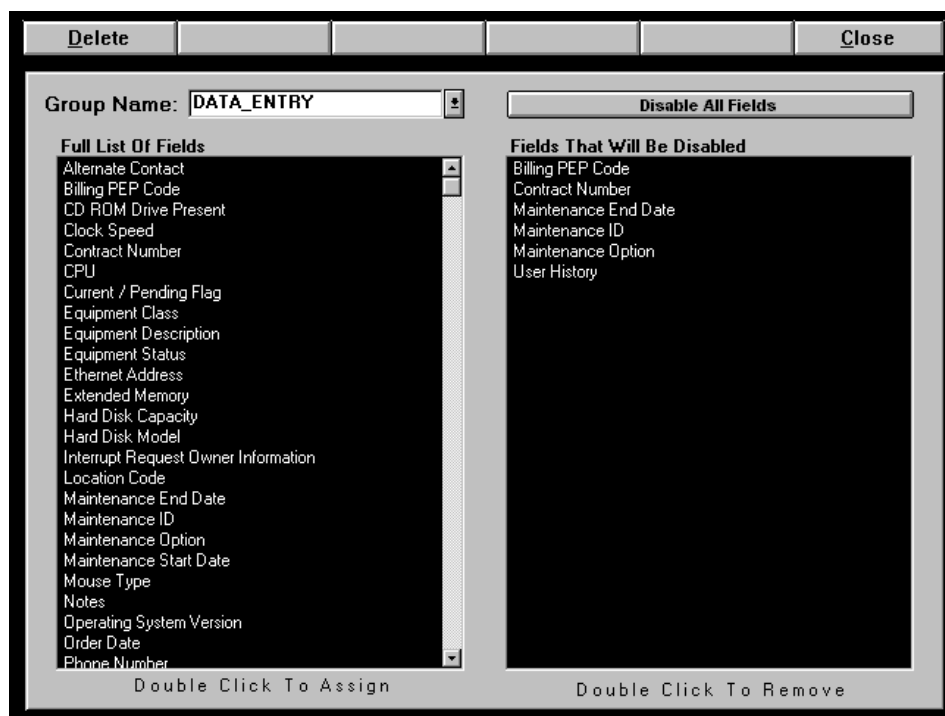 Delete
Close
Group Name: DATA_ENTRY
Disable All Fields
Full List Of Fields
Alternate Contact
Billing PEP Code
CD ROM Drive Present
Clock Speed
Contract Number
CPU
Current / Pending Flag
Equipment Class
Equipment Description
Equipment Status
Ethernet Address
Extended Memory
Hard Disk Capacity
Hard Disk Model
Interrupt Request Owner Information
Location Code
Maintenance End Date
Maintenance ID
Maintenance Option
Maintenance Start Date
Mouse Type
Notes
Operating System Version
Order Date
Phone Number
Double Click To Assign
Fields That Will Be Disabled
Billing PEP Code
Contract Number
Maintenance End Date
Maintenance ID
Maintenance Option
User History
Double Click To Remove